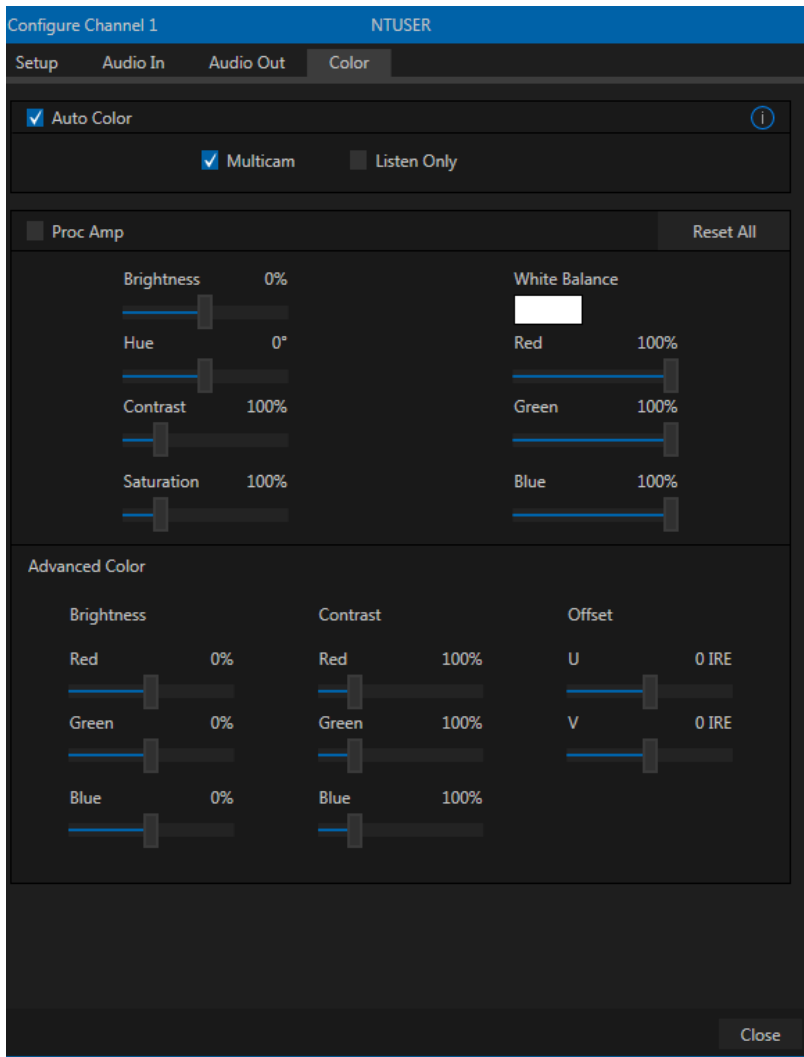 Configure Channel 1 NTUSER
Setup Audio In Audio Out Color
Auto Color i
Multicam Listen Only
Proc Amp Reset All
Brightness 0% White Balance
Hue 0° Red 100%
Contrast 100% Green 100%
Saturation 100% Blue 100%
Advanced Color
Brightness Contrast Offset
Red 0% Red 100% U 0 IRE
Green 0% Green 100% V 0 IRE
Blue 0% Blue 100%
Close